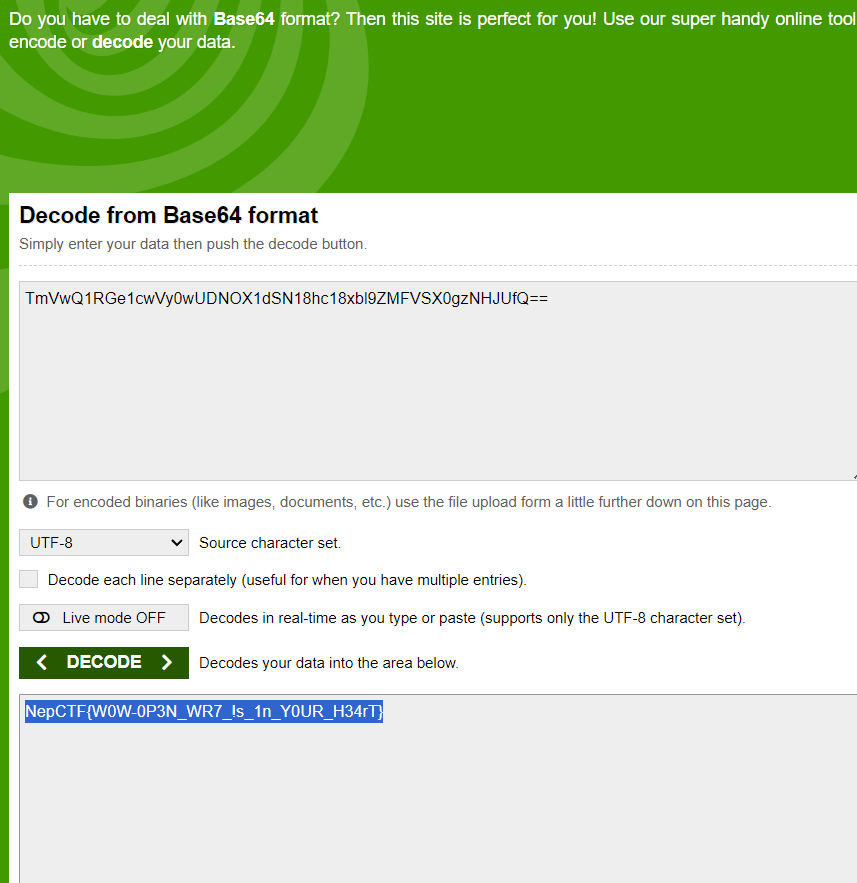 Do you have to deal with Base64 format? Then this site is perfect for you! Use our super handy online tool
encode or decode your data.
Decode from Base64 format
Simply enter your data then push the decode button.
TmVwQ1RGe1cwVy0wUDNOX1dSN18hc18xbl9ZMFVSX0gzNHJUfQ==
For encoded binaries (like images, documents, etc.) use the file upload form a little further down on this page.
UTF-8 Source character set.
Decode each line separately (useful for when you have multiple entries).
Live mode OFF Decodes in real-time as you type or paste (supports only the UTF-8 character set).
< DECODE > Decodes your data into the area below.
NepCTF{W0W-0P3N_WR7_!s_1n_Y0UR_H34rT}